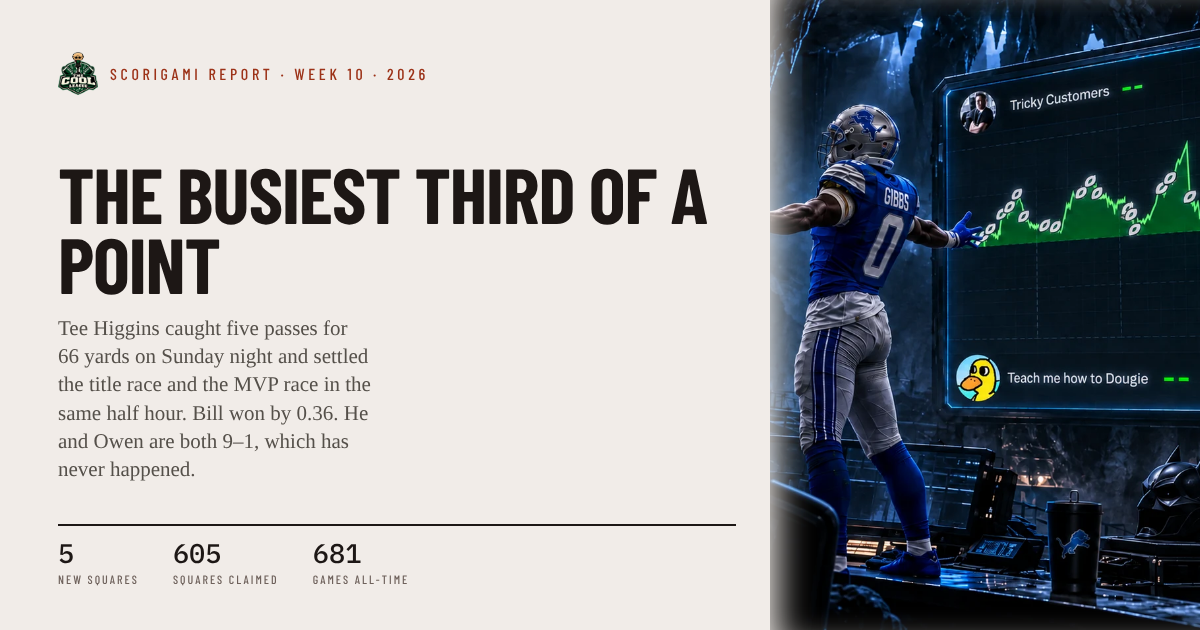 COOL
LEAGUE
SCORIGAMI REPORT · WEEK 10 · 2026
THE BUSIEST THIRD OF A
POINT
Tee Higgins caught five passes for
66 yards on Sunday night and settled
the title race and the MVP race in the
same half hour. Bill won by 0.36. He
and Owen are both 9–1, which has
never happened.
5
NEW SQUARES
605
SQUARES CLAIMED
681
GAMES ALL-TIME
Tricky Customers
GIBBS
0
Teach me how to Dougie